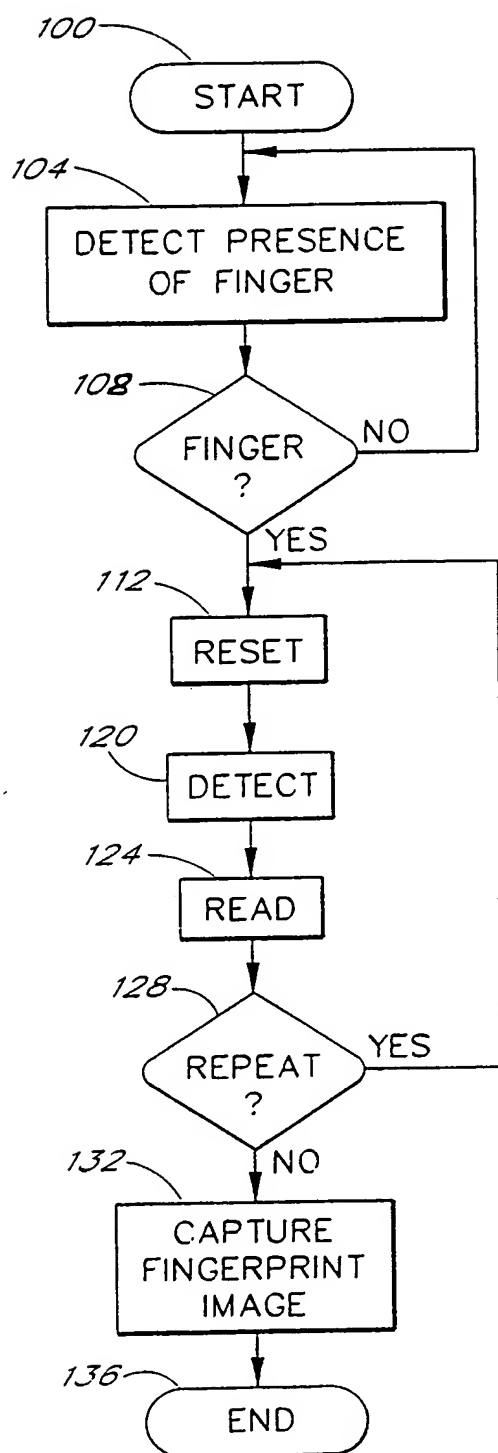 100
START
104
DETECT PRESENCE
OF FINGER
108
FINGER
?
NO
YES
112
RESET
120
DETECT
124
READ
128
REPEAT
?
YES
NO
132
CAPTURE
FINGERPRINT
IMAGE
136
END